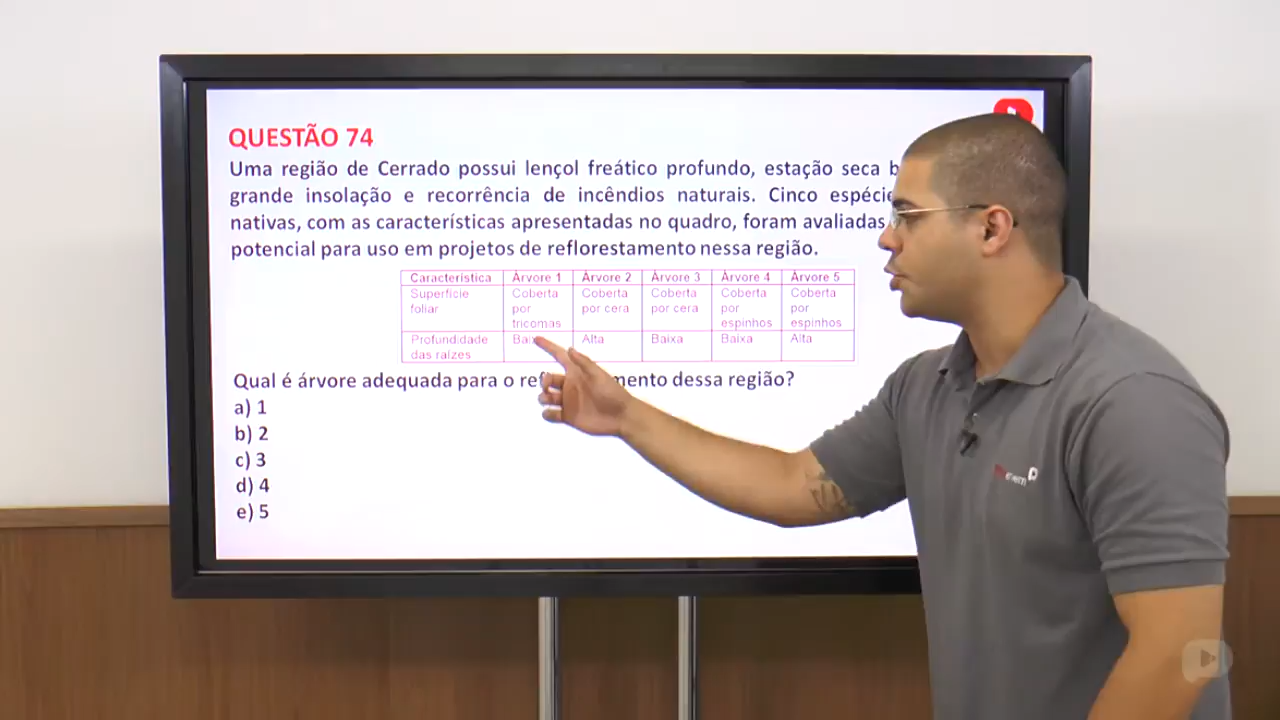 QUESTÃO 74
Uma região de Cerrado possui lençol freático profundo, estação seca
grande insolação e recorrência de incêndios naturais. Cinco
nativas, com as características apresentadas no quadro, foram avaliadas
potencial para uso em projetos de reflorestamento nessa região.
Característica Árvore 1 Árvore 2 Árvore 3 Árvore 4 Árvore 5
Superfície Coberta Coberta Coberta Coberta Coberta
foliar por por cera por cera por por
tricomas espinhos espinhos
Profundidade Alta Baixa Baixa Alta
das raízes
Qual é árvore adequada para o dessa região?
a) 1
b) 2
c) 3
d) 4
e) 5